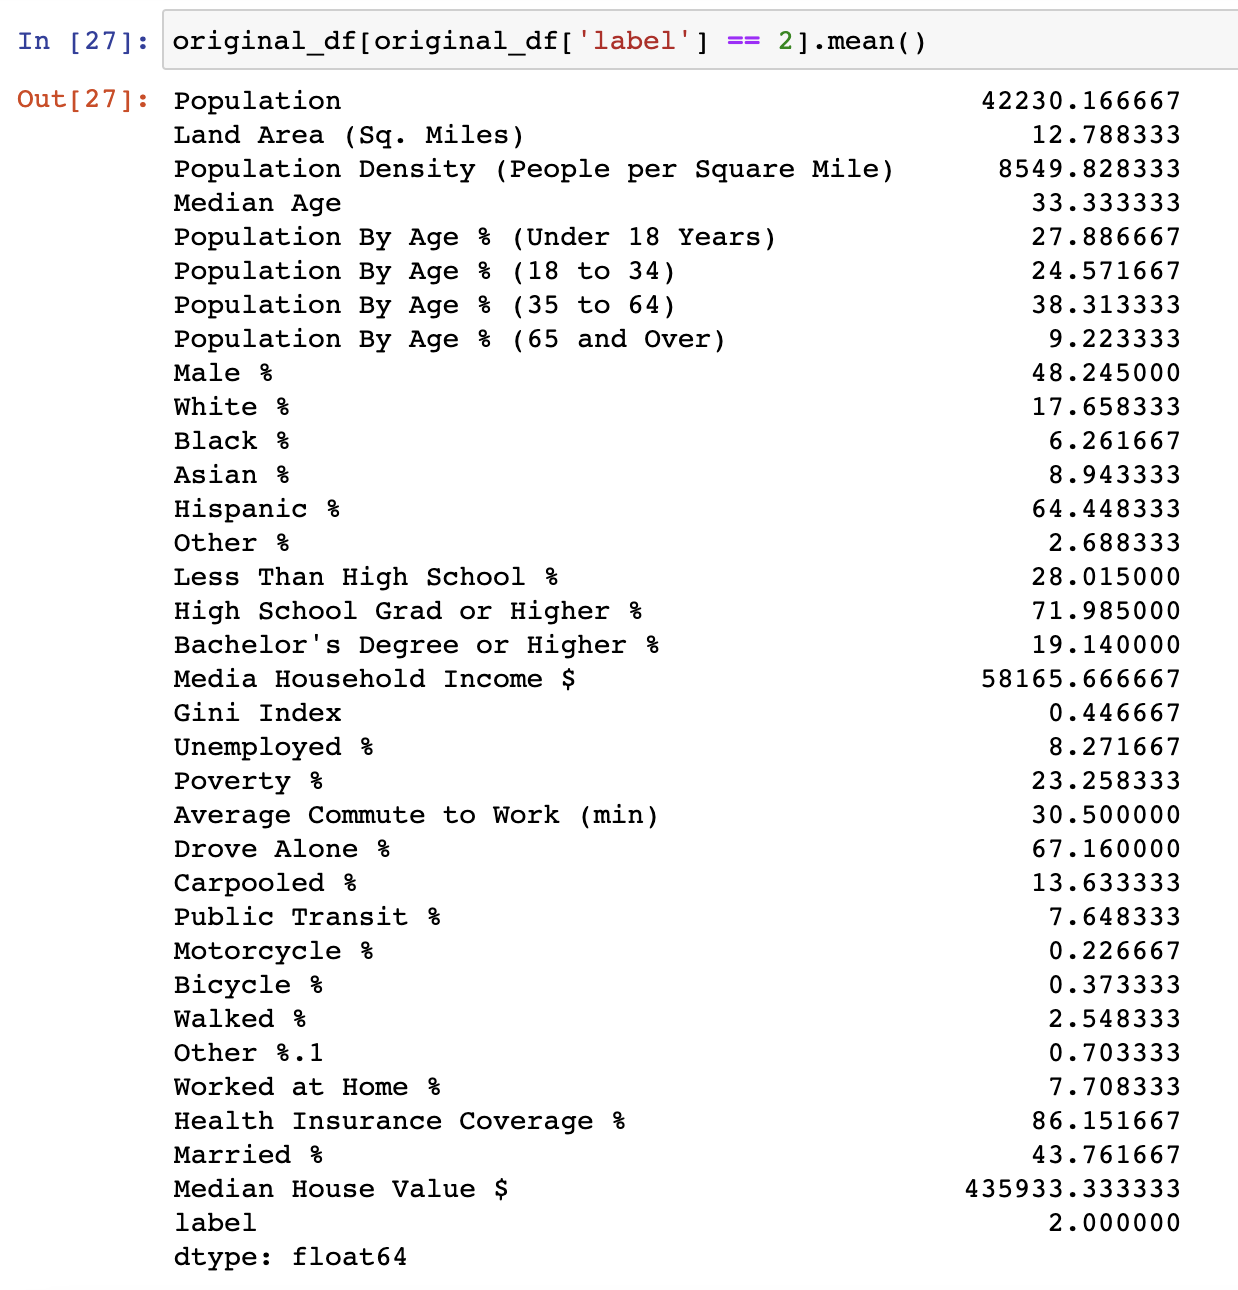 In [27]: original_df[original_df['label'] == 2].mean()
Out[27]: Population 42230.166667
Land Area (Sq. Miles) 12.788333
Population Density (People per Square Mile) 8549.828333
Median Age 33.333333
Population By Age % (Under 18 Years) 27.886667
Population By Age % (18 to 34) 24.571667
Population By Age % (35 to 64) 38.313333
Population By Age % (65 and Over) 9.223333
Male % 48.245000
White % 17.658333
Black % 6.261667
Asian % 8.943333
Hispanic % 64.448333
Other % 2.688333
Less Than High School % 28.015000
High School Grad or Higher % 71.985000
Bachelor's Degree or Higher % 19.140000
Media Household Income $ 58165.666667
Gini Index 0.446667
Unemployed % 8.271667
Poverty % 23.258333
Average Commute to Work (min) 30.500000
Drove Alone % 67.160000
Carpooled % 13.633333
Public Transit % 7.648333
Motorcycle % 0.226667
Bicycle % 0.373333
Walked % 2.548333
Other %.1 0.703333
Worked at Home % 7.708333
Health Insurance Coverage % 86.151667
Married % 43.761667
Median House Value $ 435933.333333
label 2.000000
dtype: float64